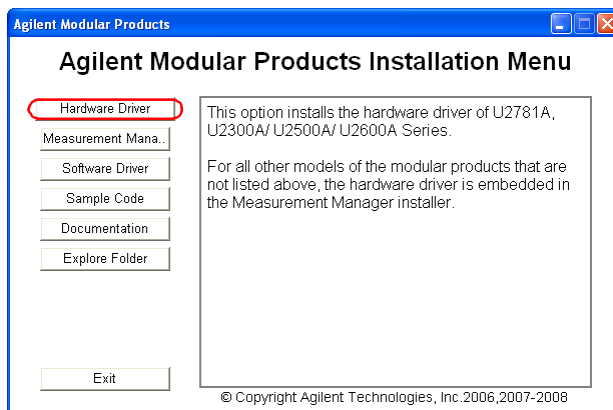 Agilent Modular Products
Agilent Modular Products Installation Menu
Hardware Driver
Measurement Mana..
Software Driver
Sample Code
Documentation
Explore Folder
Exit
This option installs the hardware driver of U2781A,
U2300A/ U2500A/ U2600A Series.
For all other models of the modular products that are
not listed above, the hardware driver is embedded in
the Measurement Manager installer.
© Copyright Agilent Technologies, Inc.2006,2007-2008